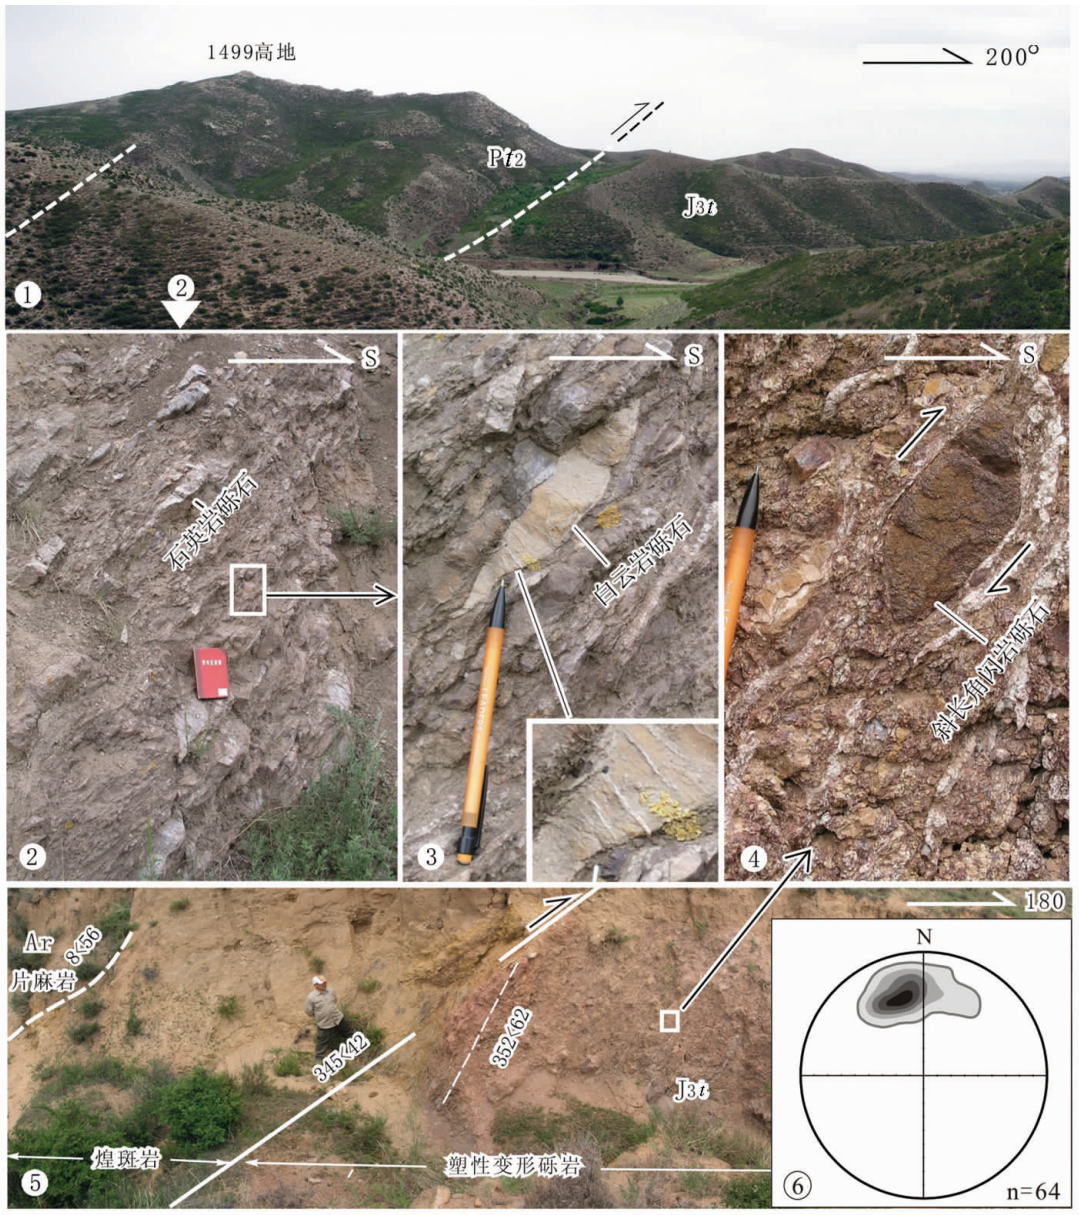 1499高地
200°
Pt2
J3t
①
②
S
石英岩砾石
②
S
自云岩砾石
③
S
斜长角闪岩砾石
④
180
Ar
片麻岩
8<56
345<42
352<62
J3t
煌斑岩
塑性变形砾岩
⑤
N
⑥
n=64